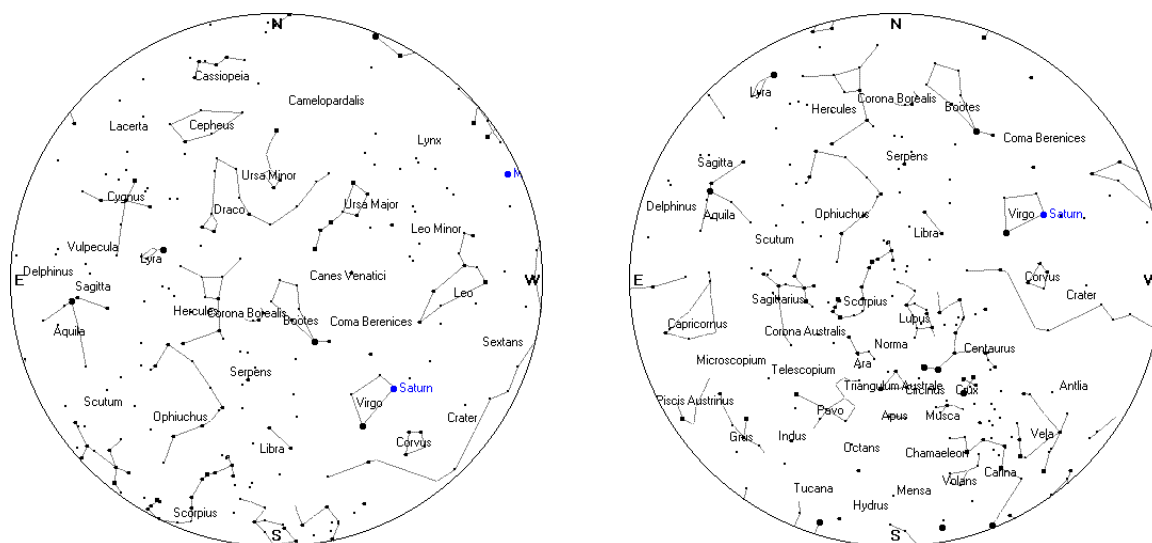 N
Cassiopeia
Camelopardalis
Lacerta
Cepheus
Lynx
Ursa Minor
Cygnus
Draco
Ursa Major
Leo Minor
Vulpecula
Lyra
Delphinus
Canes Venatici
E
W
Sagitta
Leo
Hercules
Corona Borealis
Bootes
Coma Berenices
Aquila
Sextans
Serpens
Saturn
Scutum
Virgo
Ophiuchus
Crater
Libra
Corvus
Scorpius
S
N
Lyra
Corona Borealis
Hercules
Bootes
Coma Berenices
Serpens
Sagitta
Delphinus
Aquila
Ophiuchus
Virgo
Saturn
Libra
Scutum
E
Corvus
Sagittarius
Scorpius
Crater
Capricornus
Lupus
Corona Australis
Norma
Centaurus
Microscopium
Telescopium
Ara
Triangulum Australe
Circinus
Crux
Antlia
Piscis Austrinus
Pavo
Apus
Musca
Grus
Indus
Vela
Octans
Chamaeleon
Carina
Volans
Tucana
Mensa
Hydrus
S